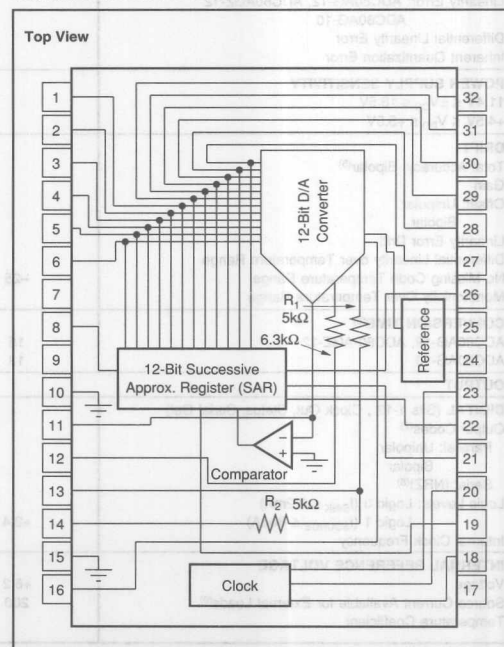 Top View
1
2
3
4
5
6
7
8
9
10
11
12
13
14
15
16
32
31
30
29
28
27
26
25
24
23
22
21
20
19
18
17
12-Bit D/A
Converter
R1
5kΩ
6.3kΩ
Reference
12-Bit Successive
Approx. Register (SAR)
−
+
Comparator
R2 5kΩ
Clock